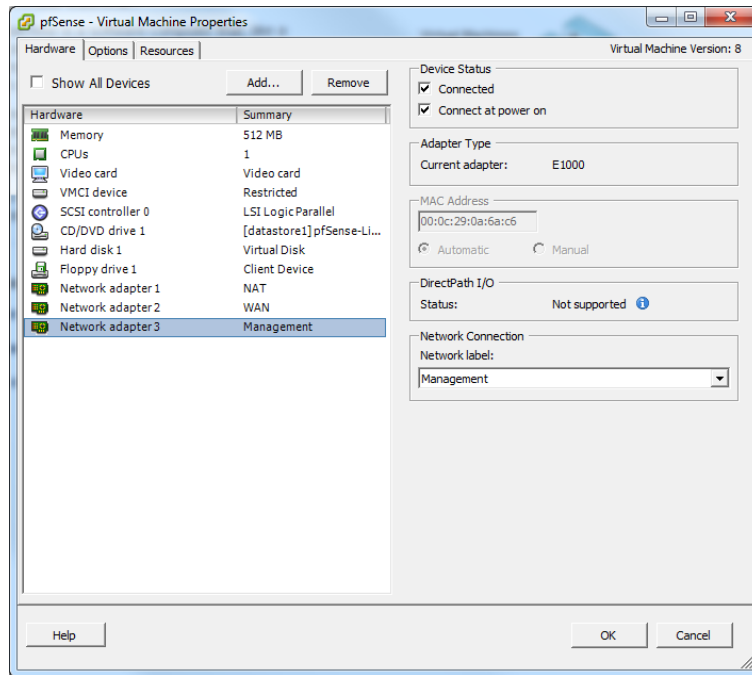 pfSense - Virtual Machine Properties
Hardware Options Resources
Virtual Machine Version: 8
Show All Devices
Add...
Remove
Hardware Summary
Memory 512 MB
CPUs 1
Video card Video card
VMCI device Restricted
SCSI controller 0 LSI Logic Parallel
CD/DVD drive 1 [datastore1] pfSense-Li...
Hard disk 1 Virtual Disk
Floppy drive 1 Client Device
Network adapter 1 NAT
Network adapter 2 WAN
Network adapter 3 Management
Device Status
Connected
Connect at power on
Adapter Type
Current adapter: E1000
MAC Address
00:0c:29:0a:6a:c6
Automatic Manual
DirectPath I/O
Status: Not supported
Network Connection
Network label:
Management
Help
OK
Cancel